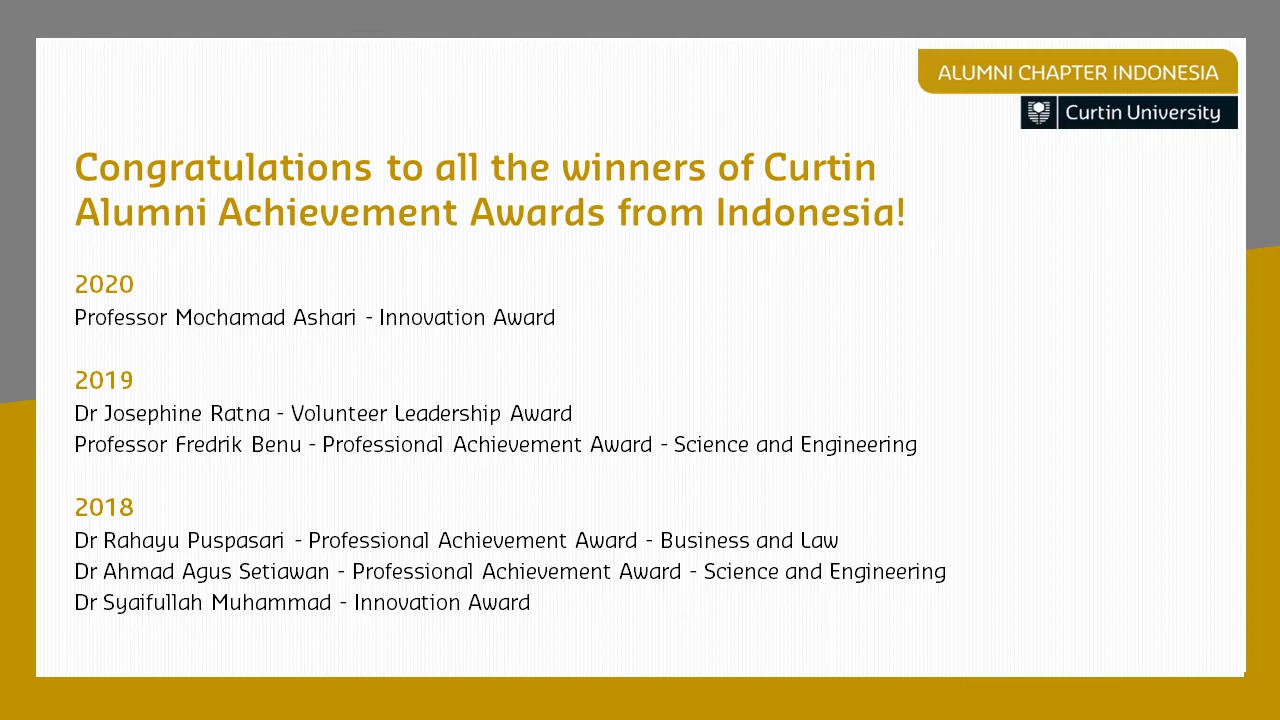 ALUMNI CHAPTER INDONESIA
Curtin University
Congratulations to all the winners of Curtin
Alumni Achievement Awards from Indonesia!
2020
Professor Mochamad Ashari - Innovation Award
2019
Dr Josephine Ratna - Volunteer Leadership Award
Professor Fredrik Benu - Professional Achievement Award - Science and Engineering
2018
Dr Rahayu Puspasari - Professional Achievement Award - Business and Law
Dr Ahmad Agus Setiawan - Professional Achievement Award - Science and Engineering
Dr Syaifullah Muhammad - Innovation Award